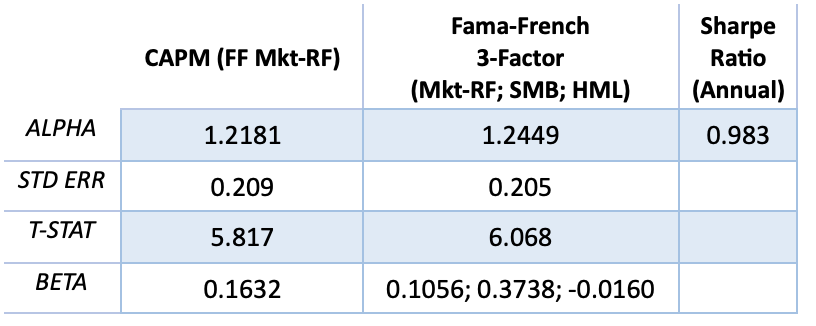 CAPM (FF Mkt-RF) Fama-French 3-Factor (Mkt-RF; SMB; HML) Sharpe Ratio (Annual)
ALPHA 1.2181 1.2449 0.983
STD ERR 0.209 0.205
T-STAT 5.817 6.068
BETA 0.1632 0.1056; 0.3738; -0.0160